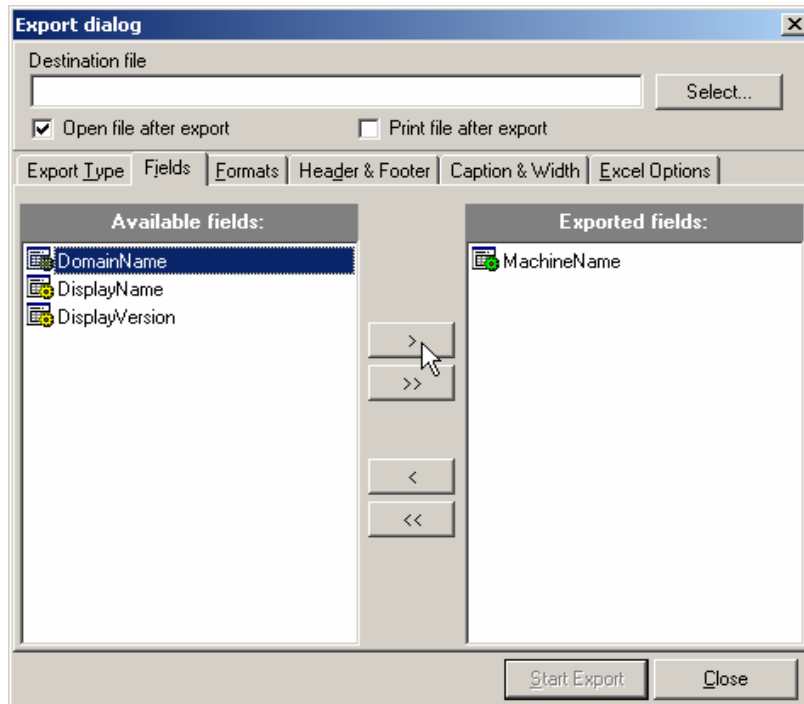 Export dialog
Destination file
Select...
Open file after export Print file after export
Export Type Fields Formats Header & Footer Caption & Width Excel Options
Available fields: Exported fields:
DomainName MachineName
DisplayName
DisplayVersion
>
>>
<
<<
Start Export Close